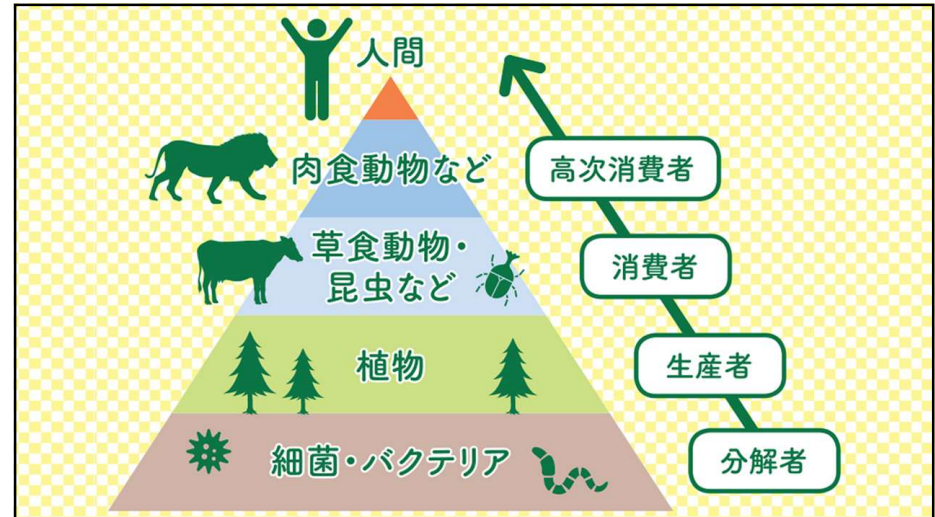 人間
肉食動物など
高次消費者
草食動物・
昆虫など
消費者
植物
生産者
細菌・バクテリア
分解者